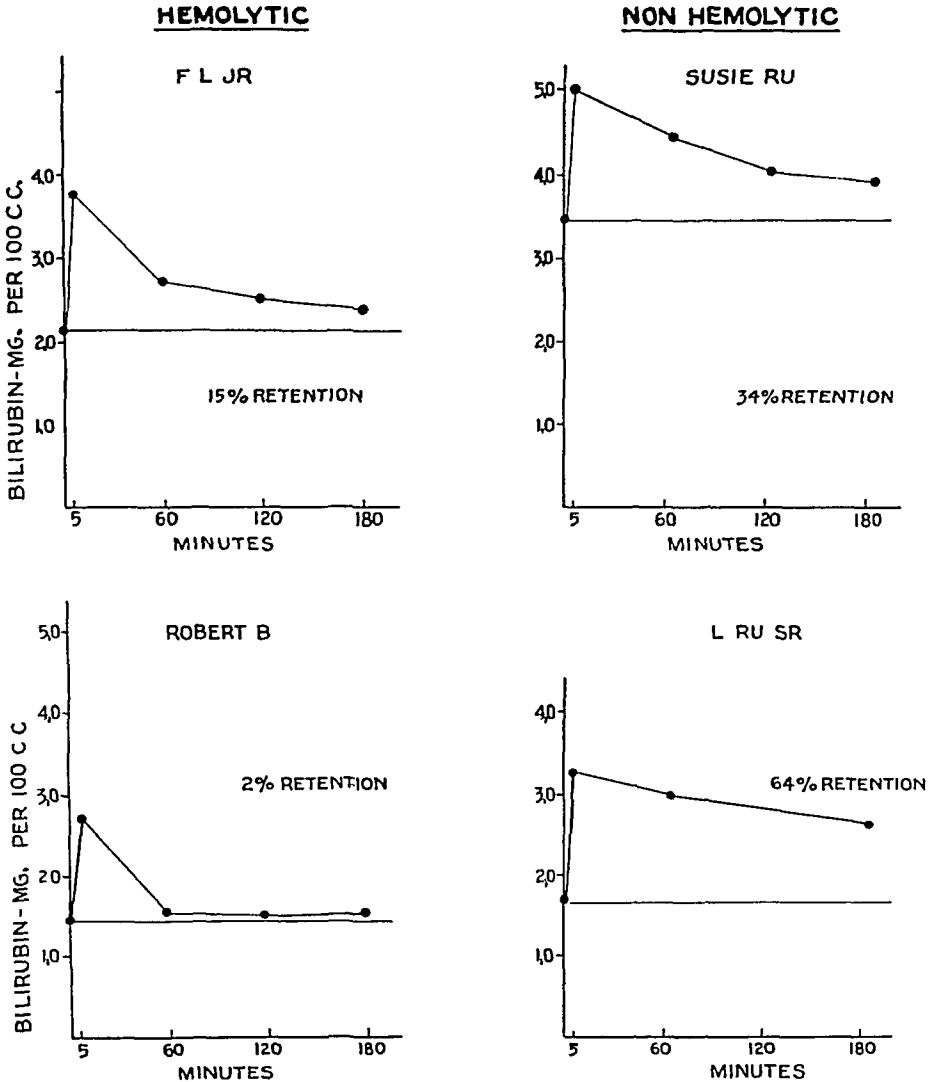 HEMOLYTIC
F L JR
BILIRUBIN-MG. PER 100 C.C.
4,0
3,0
2,0
1,0
15% RETENTION
5 60 120 180
MINUTES
NON HEMOLYTIC
SUSIE RU
5,0
4,0
3,0
2,0
1,0
34% RETENTION
5 60 120 180
MINUTES
ROBERT B
BILIRUBIN-MG. PER 100 C C
5,0
4,0
3,0
2 0
1,0
2% RETENTION
5 60 120 180
MINUTES
L RU SR
4,0
3,0
2,0
1,0
64% RETENTION
5 60 120 180
MINUTES